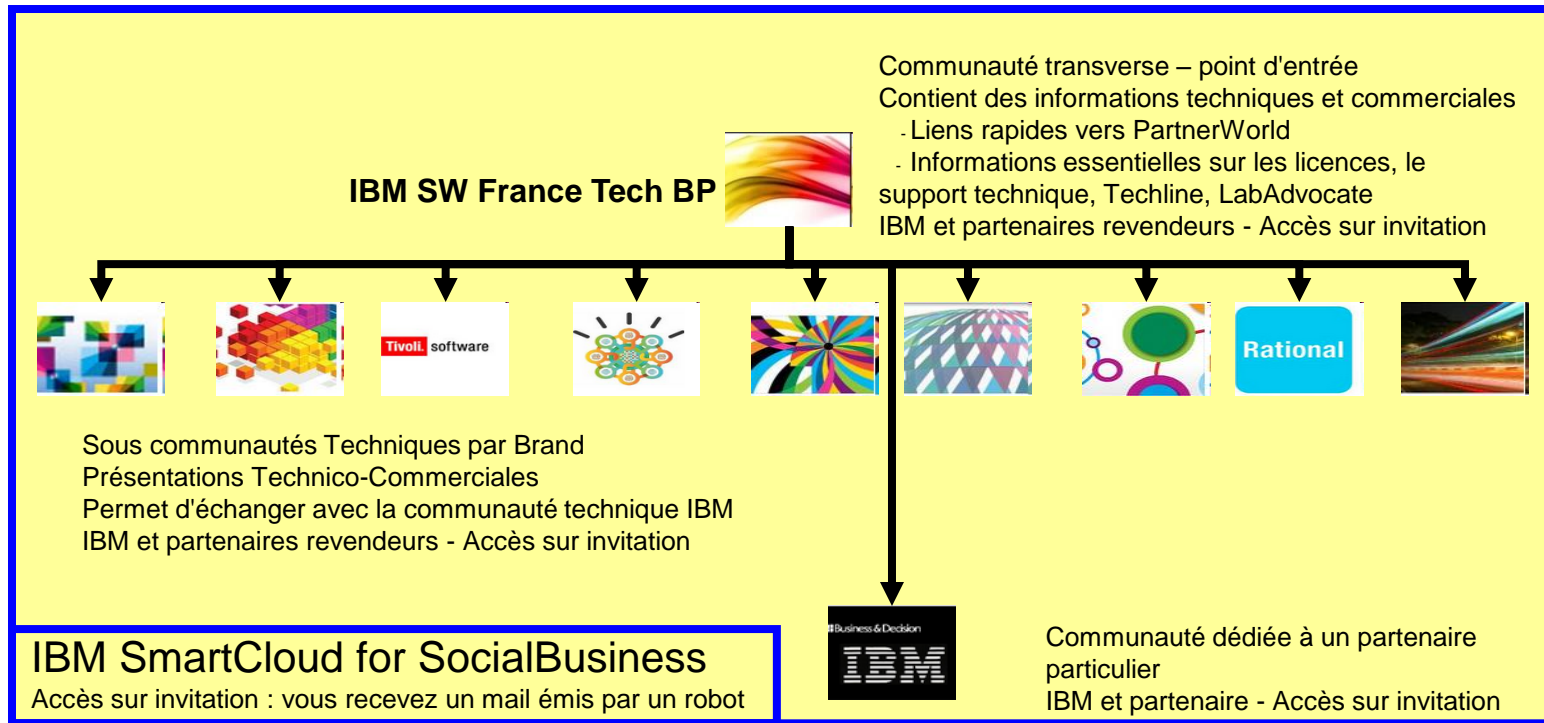 Communauté transverse – point d'entrée
Contient des informations techniques et commerciales
- Liens rapides vers PartnerWorld
- Informations essentielles sur les licences, le
support technique, Techline, LabAdvocate
IBM et partenaires revendeurs - Accès sur invitation
IBM SW France Tech BP
Tivoli. software
Rational
Sous communautés Techniques par Brand
Présentations Technico-Commerciales
Permet d'échanger avec la communauté technique IBM
IBM et partenaires revendeurs - Accès sur invitation
Business & Decision
IBM
Communauté dédiée à un partenaire
particulier
IBM et partenaire - Accès sur invitation
IBM SmartCloud for SocialBusiness
Accès sur invitation : vous recevez un mail émis par un robot